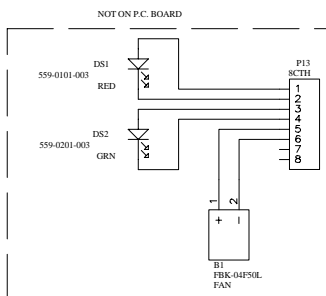 NOT ON P.C. BOARD
P13
8CTH
DS1
559-0101-003
RED
DS2
559-0201-003
GRN
1
2
3
4
5
6
7
8
1
2
+
–
B1
FBK-04F50L
FAN